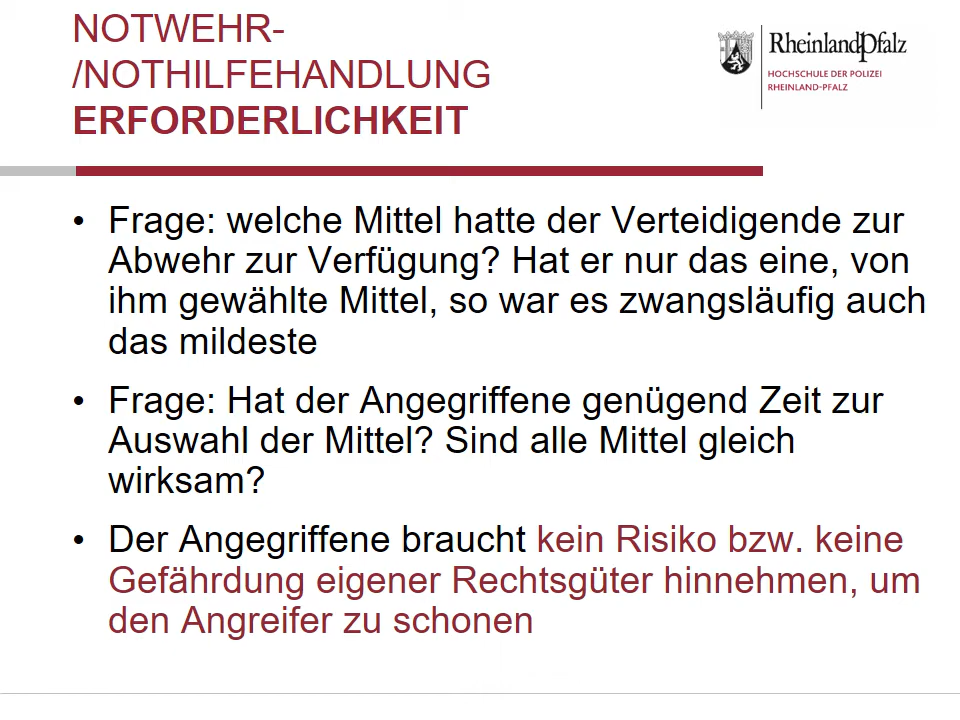 NOTWEHR-
/NOTHILFEHANDLUNG
ERFORDERLICHKEIT
RheinlandPfalz
HOCHSCHULE DER POLIZEI
RHEINLAND-PFALZ
• Frage: welche Mittel hatte der Verteidigende zur
Abwehr zur Verfügung? Hat er nur das eine, von
ihm gewählte Mittel, so war es zwangsläufig auch
das mildeste
• Frage: Hat der Angegriffene genügend Zeit zur
Auswahl der Mittel? Sind alle Mittel gleich
wirksam?
• Der Angegriffene braucht kein Risiko bzw. keine
Gefährdung eigener Rechtsgüter hinnehmen, um
den Angreifer zu schonen